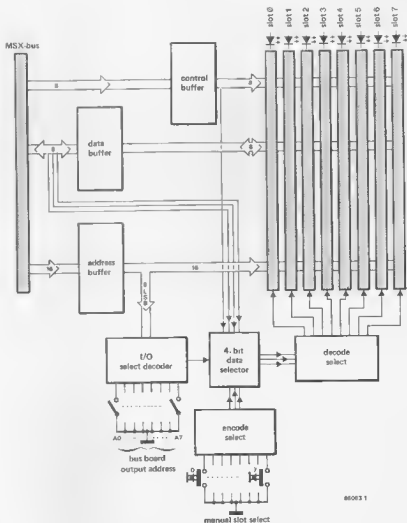 slot 0
slot 1
slot 2
slot 3
slot 4
slot 5
slot 6
slot 7
MSX-bus
control
buffer
8
8
8
data
buffer
8
16
address
buffer
16
I/O
select decoder
4- bit
data
selector
decode
select
A0
A7
bus board
output address
encode
select
0
7
manual slot select